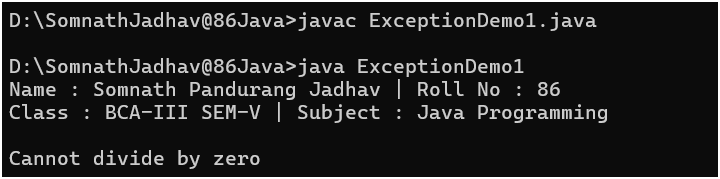 D:\SomnathJadhav@86Java>javac ExceptionDemo1.java
D:\SomnathJadhav@86Java>java ExceptionDemo1
Name : Somnath Pandurang Jadhav | Roll No : 86
Class : BCA-III SEM-V | Subject : Java Programming
Cannot divide by zero